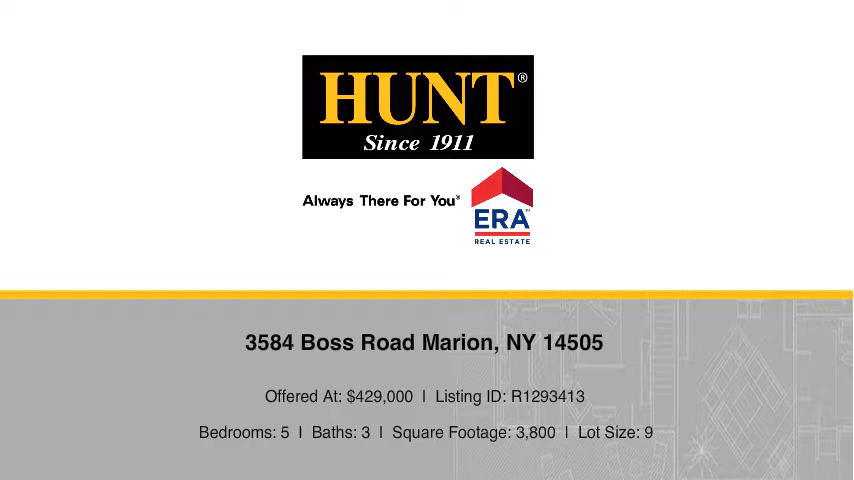 HUNT®
Since 1911
Always There For You®
ERA™
REAL ESTATE
3584 Boss Road Marion, NY 14505
Offered At: $429,000 | Listing ID: R1293413
Bedrooms: 5 | Baths: 3 | Square Footage: 3,800 | Lot Size: 9